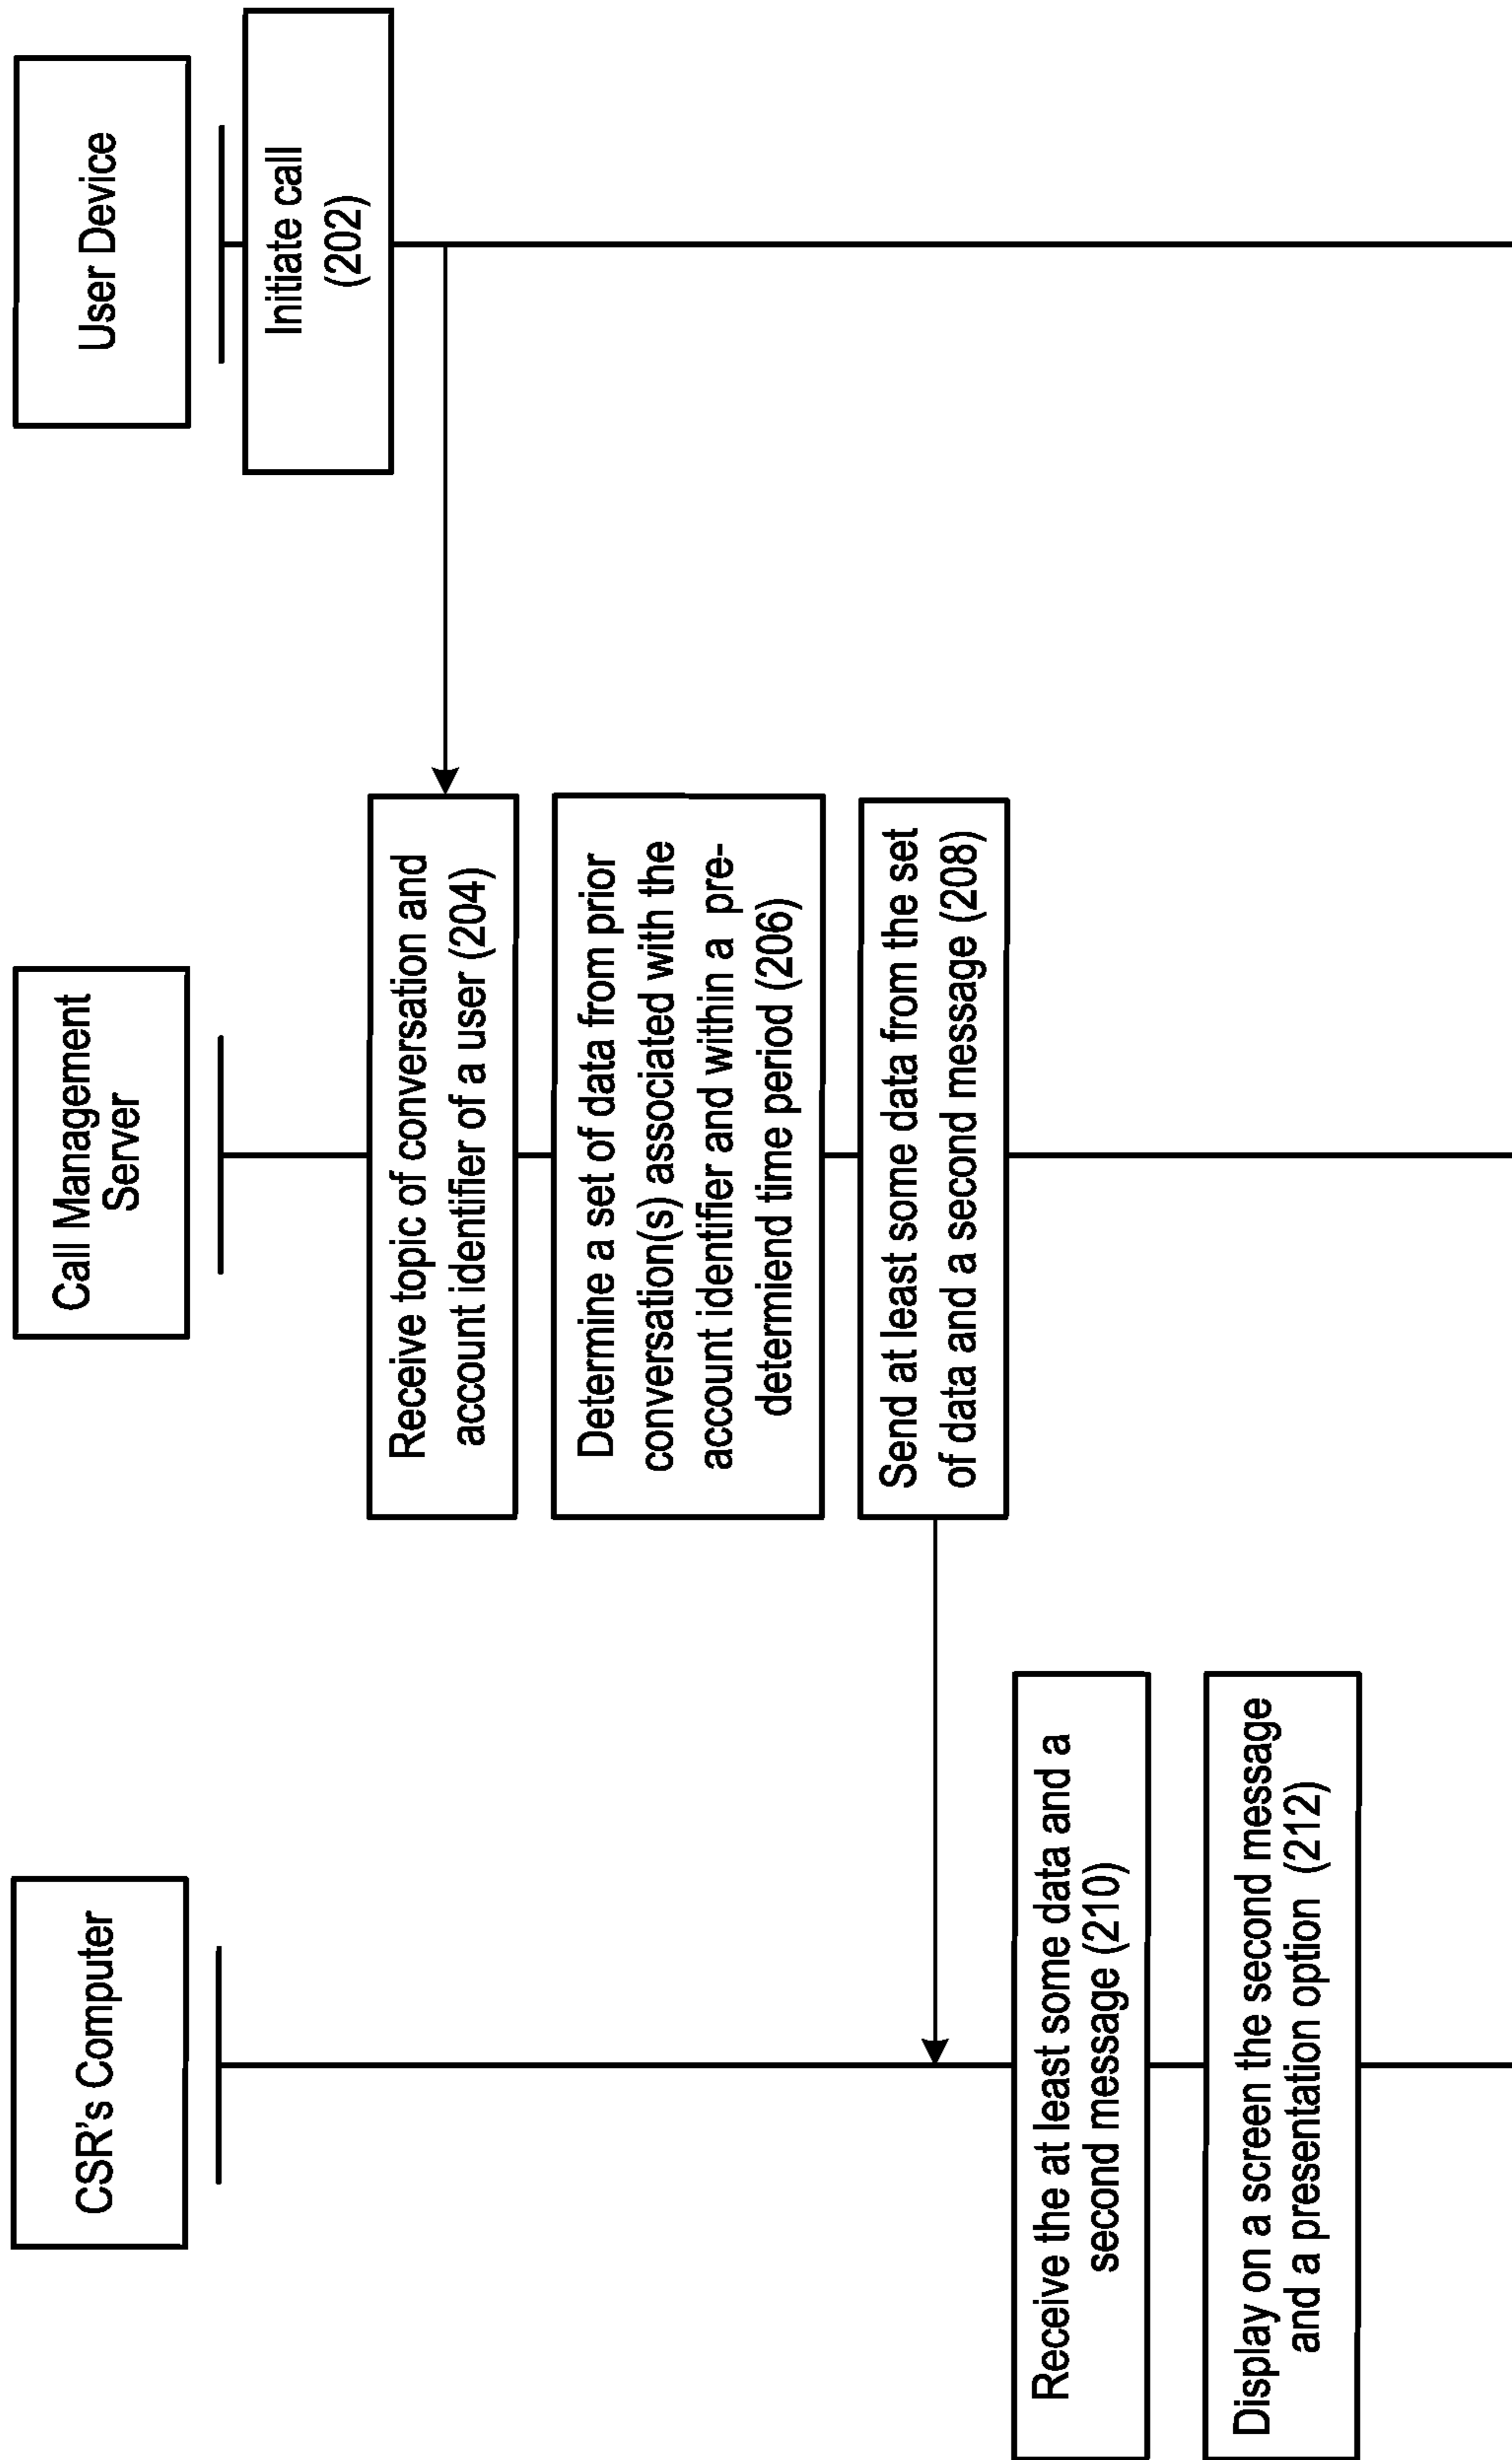 CSR's Computer
Call Management
Server
User Device
Initiate call
(202)
Receive topic of conversation and
account identifier of a user (204)
Determine a set of data from prior
conversation(s) associated with the
account identifier and within a pre-
determiend time period (206)
Send at least some data from the set
of data and a second message (208)
Receive the at least some data and a
second message (210)
Display on a screen the second message
and a presentation option (212)